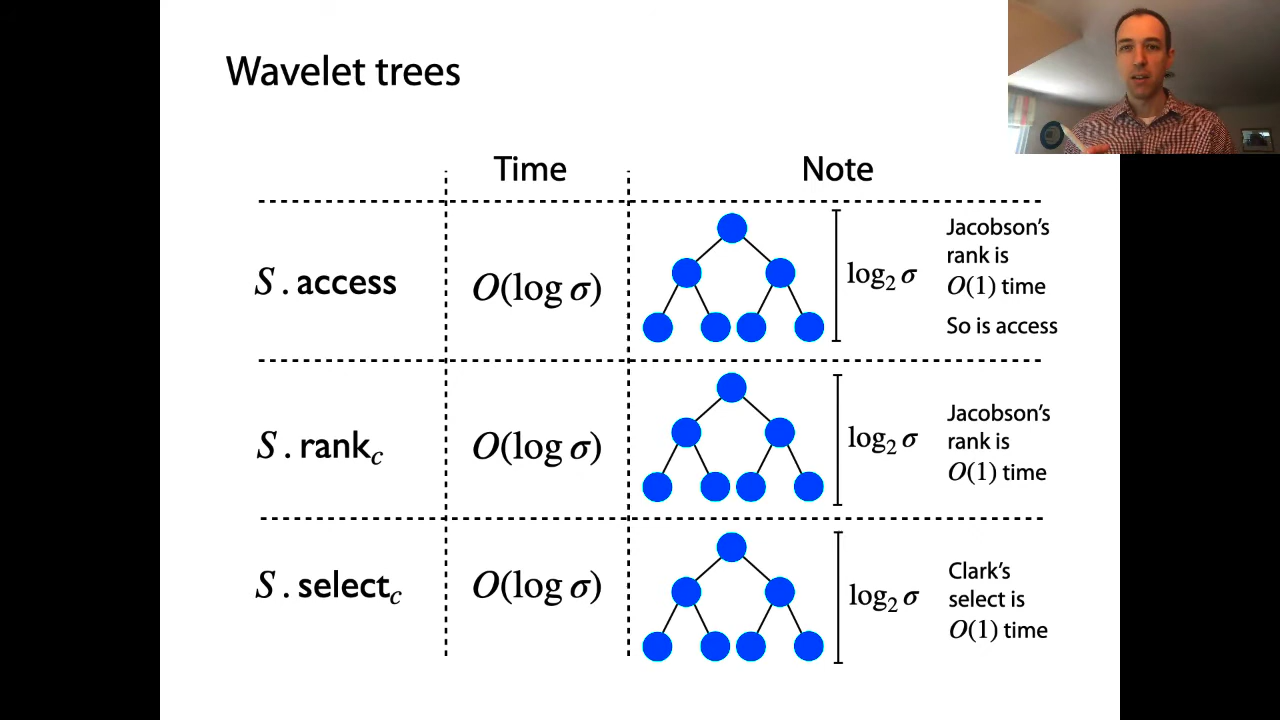 Wavelet trees
Time
Note
S . access
O(log σ)
log₂ σ
Jacobson's
rank is
O(1) time
So is access
S . rank_c
O(log σ)
log₂ σ
Jacobson's
rank is
O(1) time
S . select_c
O(log σ)
log₂ σ
Clark's
select is
O(1) time